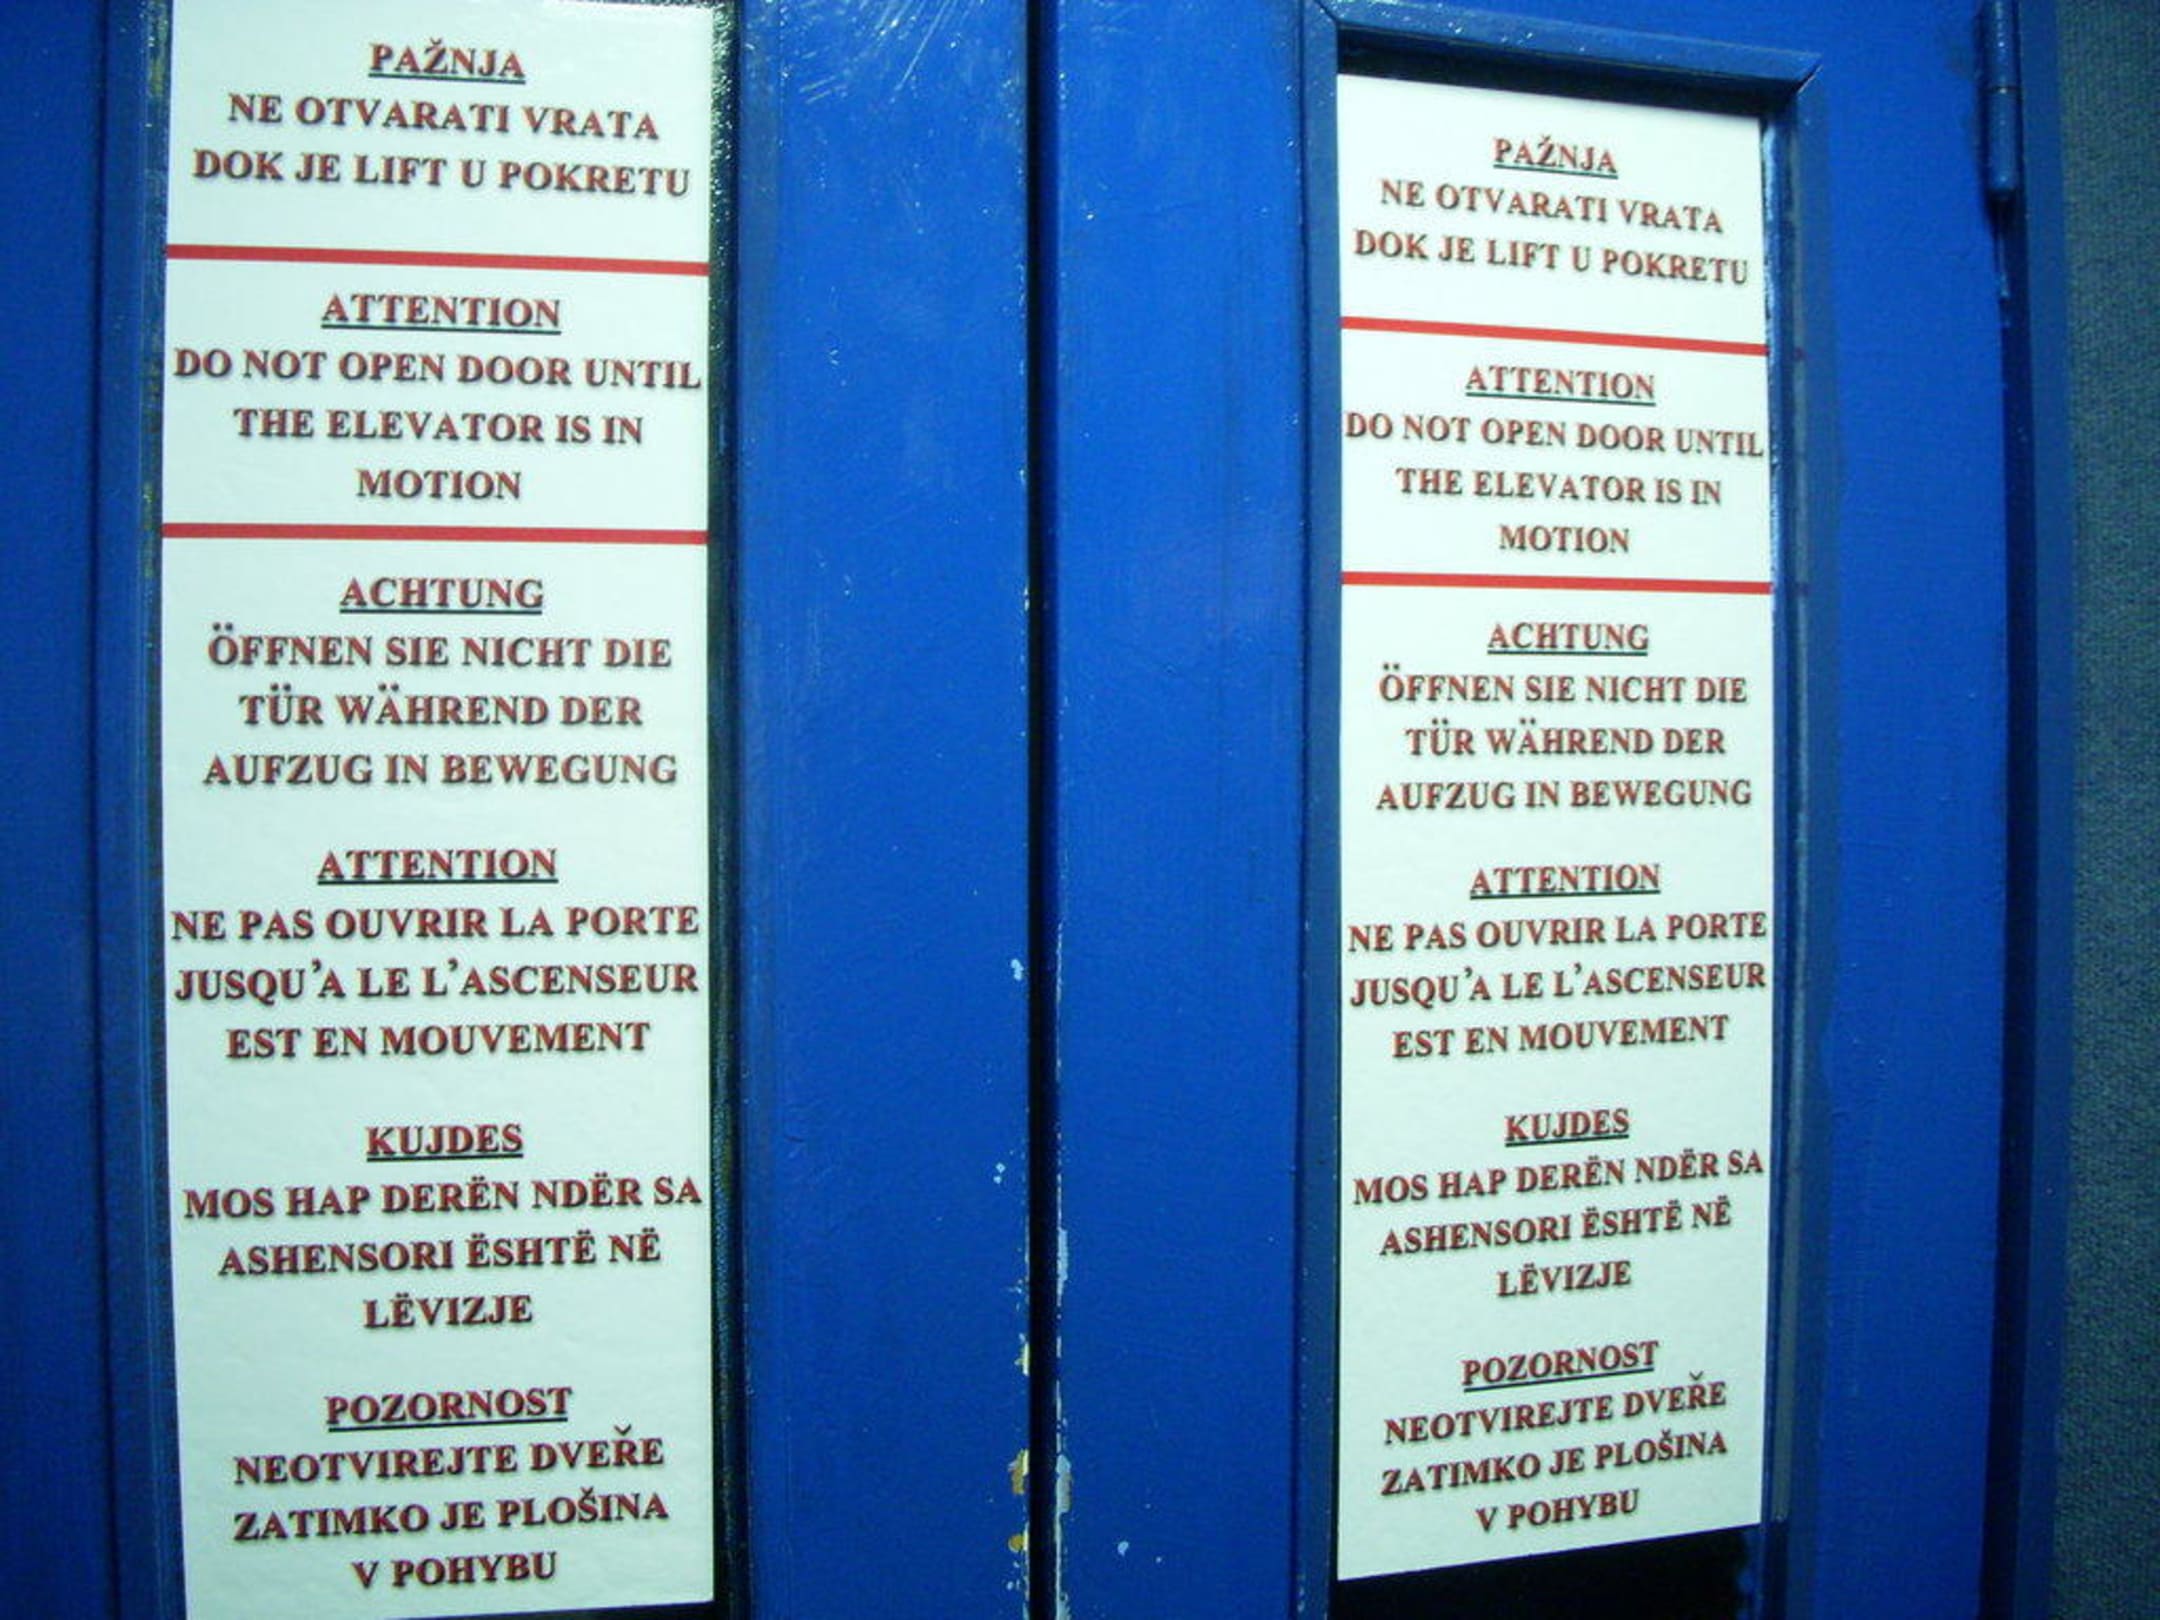 PAŽNJA
NE OTVARATI VRATA
DOK JE LIFT U POKRETU
ATTENTION
DO NOT OPEN DOOR UNTIL
THE ELEVATOR IS IN
MOTION
ACHTUNG
ÖFFNEN SIE NICHT DIE
TÜR WÄHREND DER
AUFZUG IN BEWEGUNG
ATTENTION
NE PAS OUVRIR LA PORTE
JUSQU'A LE L'ASCENSEUR
EST EN MOUVEMENT
KUJDES
MOS HAP DERËN NDËR SA
ASHENSORI ËSHTË NË
LËVIZJE
POZORNOST
NEOTVIREJTE DVEŘE
ZATIMKO JE PLOŠINA
V POHYBU
PAŽNJA
NE OTVARATI VRATA
DOK JE LIFT U POKRETU
ATTENTION
DO NOT OPEN DOOR UNTIL
THE ELEVATOR IS IN
MOTION
ACHTUNG
ÖFFNEN SIE NICHT DIE
TÜR WÄHREND DER
AUFZUG IN BEWEGUNG
ATTENTION
NE PAS OUVRIR LA PORTE
JUSQU'A LE L'ASCENSEUR
EST EN MOUVEMENT
KUJDES
MOS HAP DERËN NDËR SA
ASHENSORI ËSHTË NË
LËVIZJE
POZORNOST
NEOTVIREJTE DVEŘE
ZATIMKO JE PLOŠINA
V POHYBU